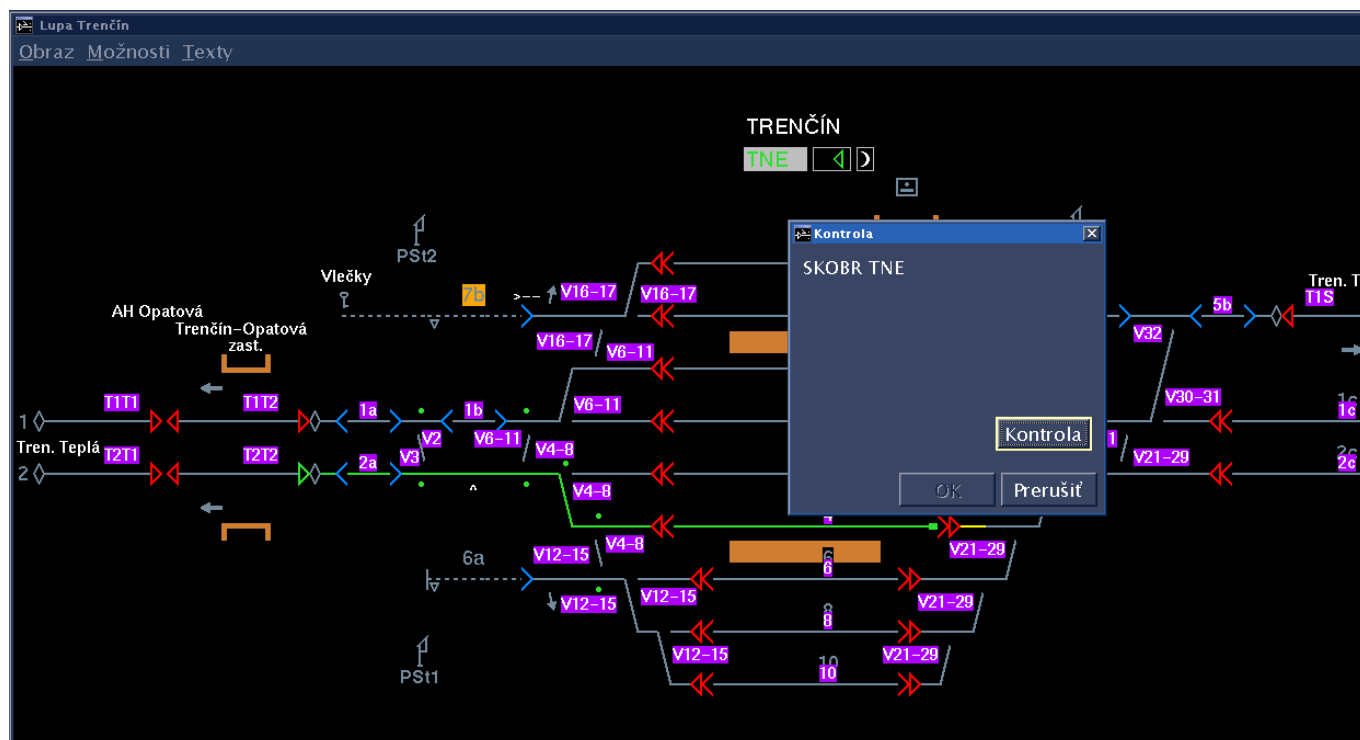 Lupa Trenčín
Obraz Možnosti Texty
TRENČÍN
TNE
PSt2
Kontrola
SKOBR TNE
Kontrola
OK
Prerušiť
Vlečky
7b
>--
V16-17
V16-17
AH Opatová
Trenčín-Opatová
zast.
V16-17
V6-11
Tren. T
T1S
5b
V32
V30-31
1
T1T1
T1T2
1a
1b
V6-11
1c
1c
V2
V6-11
V4-8
1
V21-29
Tren. Teplá
2
T2T1
T2T2
2a
V3
V4-8
2c
2c
V4-8
V12-15
6a
V21-29
6
6
V12-15
V12-15
V21-29
8
8
PSt1
V12-15
V21-29
10
10